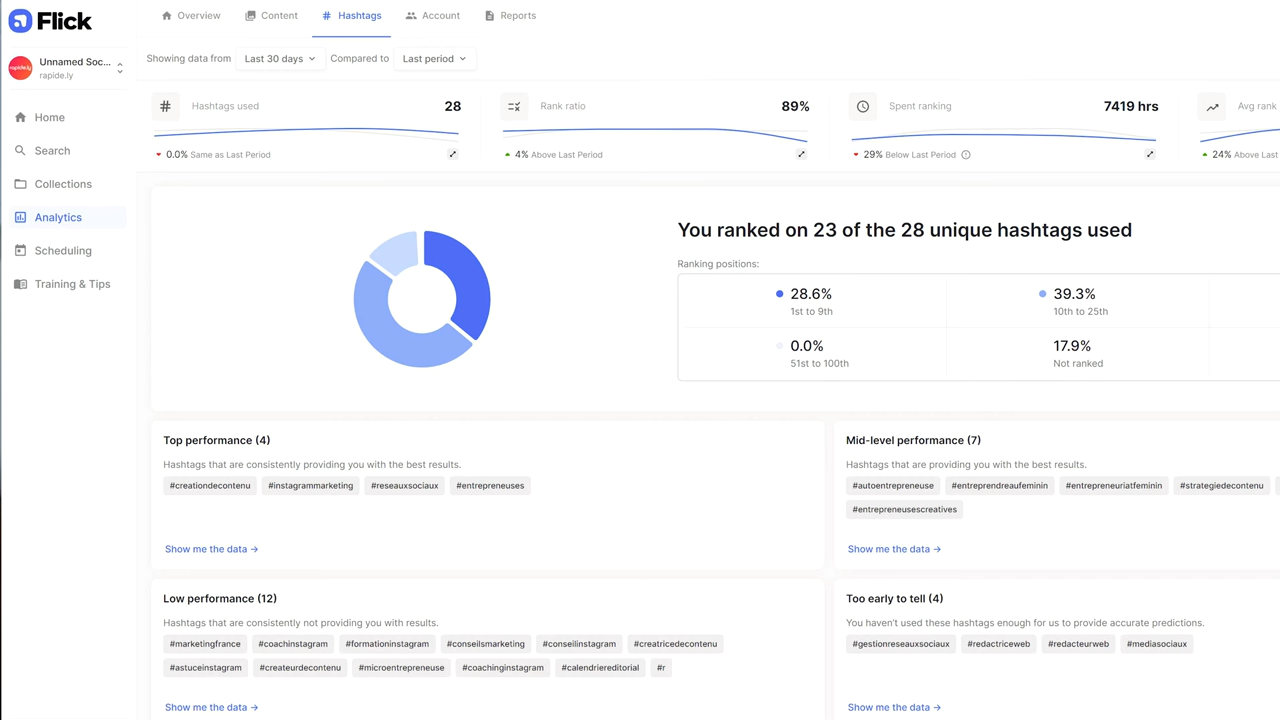 Flick
Overview
Content
# Hashtags
Account
Reports
Unnamed Soc...
rapide.ly
Showing data from
Last 30 days
Compared to
Last period
Home
Search
Collections
Analytics
Scheduling
Training & Tips
# Hashtags used 28
0.0% Same as Last Period
Rank ratio 89%
4% Above Last Period
Spent ranking 7419 hrs
29% Below Last Period
Avg rank
24% Above Las
You ranked on 23 of the 28 unique hashtags used
Ranking positions:
28.6%
1st to 9th
39.3%
10th to 25th
0.0%
51st to 100th
17.9%
Not ranked
Top performance (4)
Hashtags that are consistently providing you with the best results.
#creationdecontenu #instagrammarketing #reseauxsociaux #entrepreneuses
Show me the data →
Mid-level performance (7)
Hashtags that are providing you with the best results.
#autoentrepreneuse #entreprendreaufeminin #entrepreneuriatfeminin #strategiedecontenu
#entrepreneusescreatives
Show me the data →
Low performance (12)
Hashtags that are consistently not providing you with results.
#marketingfrance #coachinstagram #formationinstagram #conseilsmarketing #conseilinstagram #creatricedecontenu
#astuceinstagram #createurdecontenu #microentrepreneuse #coachinginstagram #calendriereditorial #r
Show me the data →
Too early to tell (4)
You haven't used these hashtags enough for us to provide accurate predictions.
#gestionreseauxsociaux #redactriceweb #redacteurweb #mediasociaux
Show me the data →